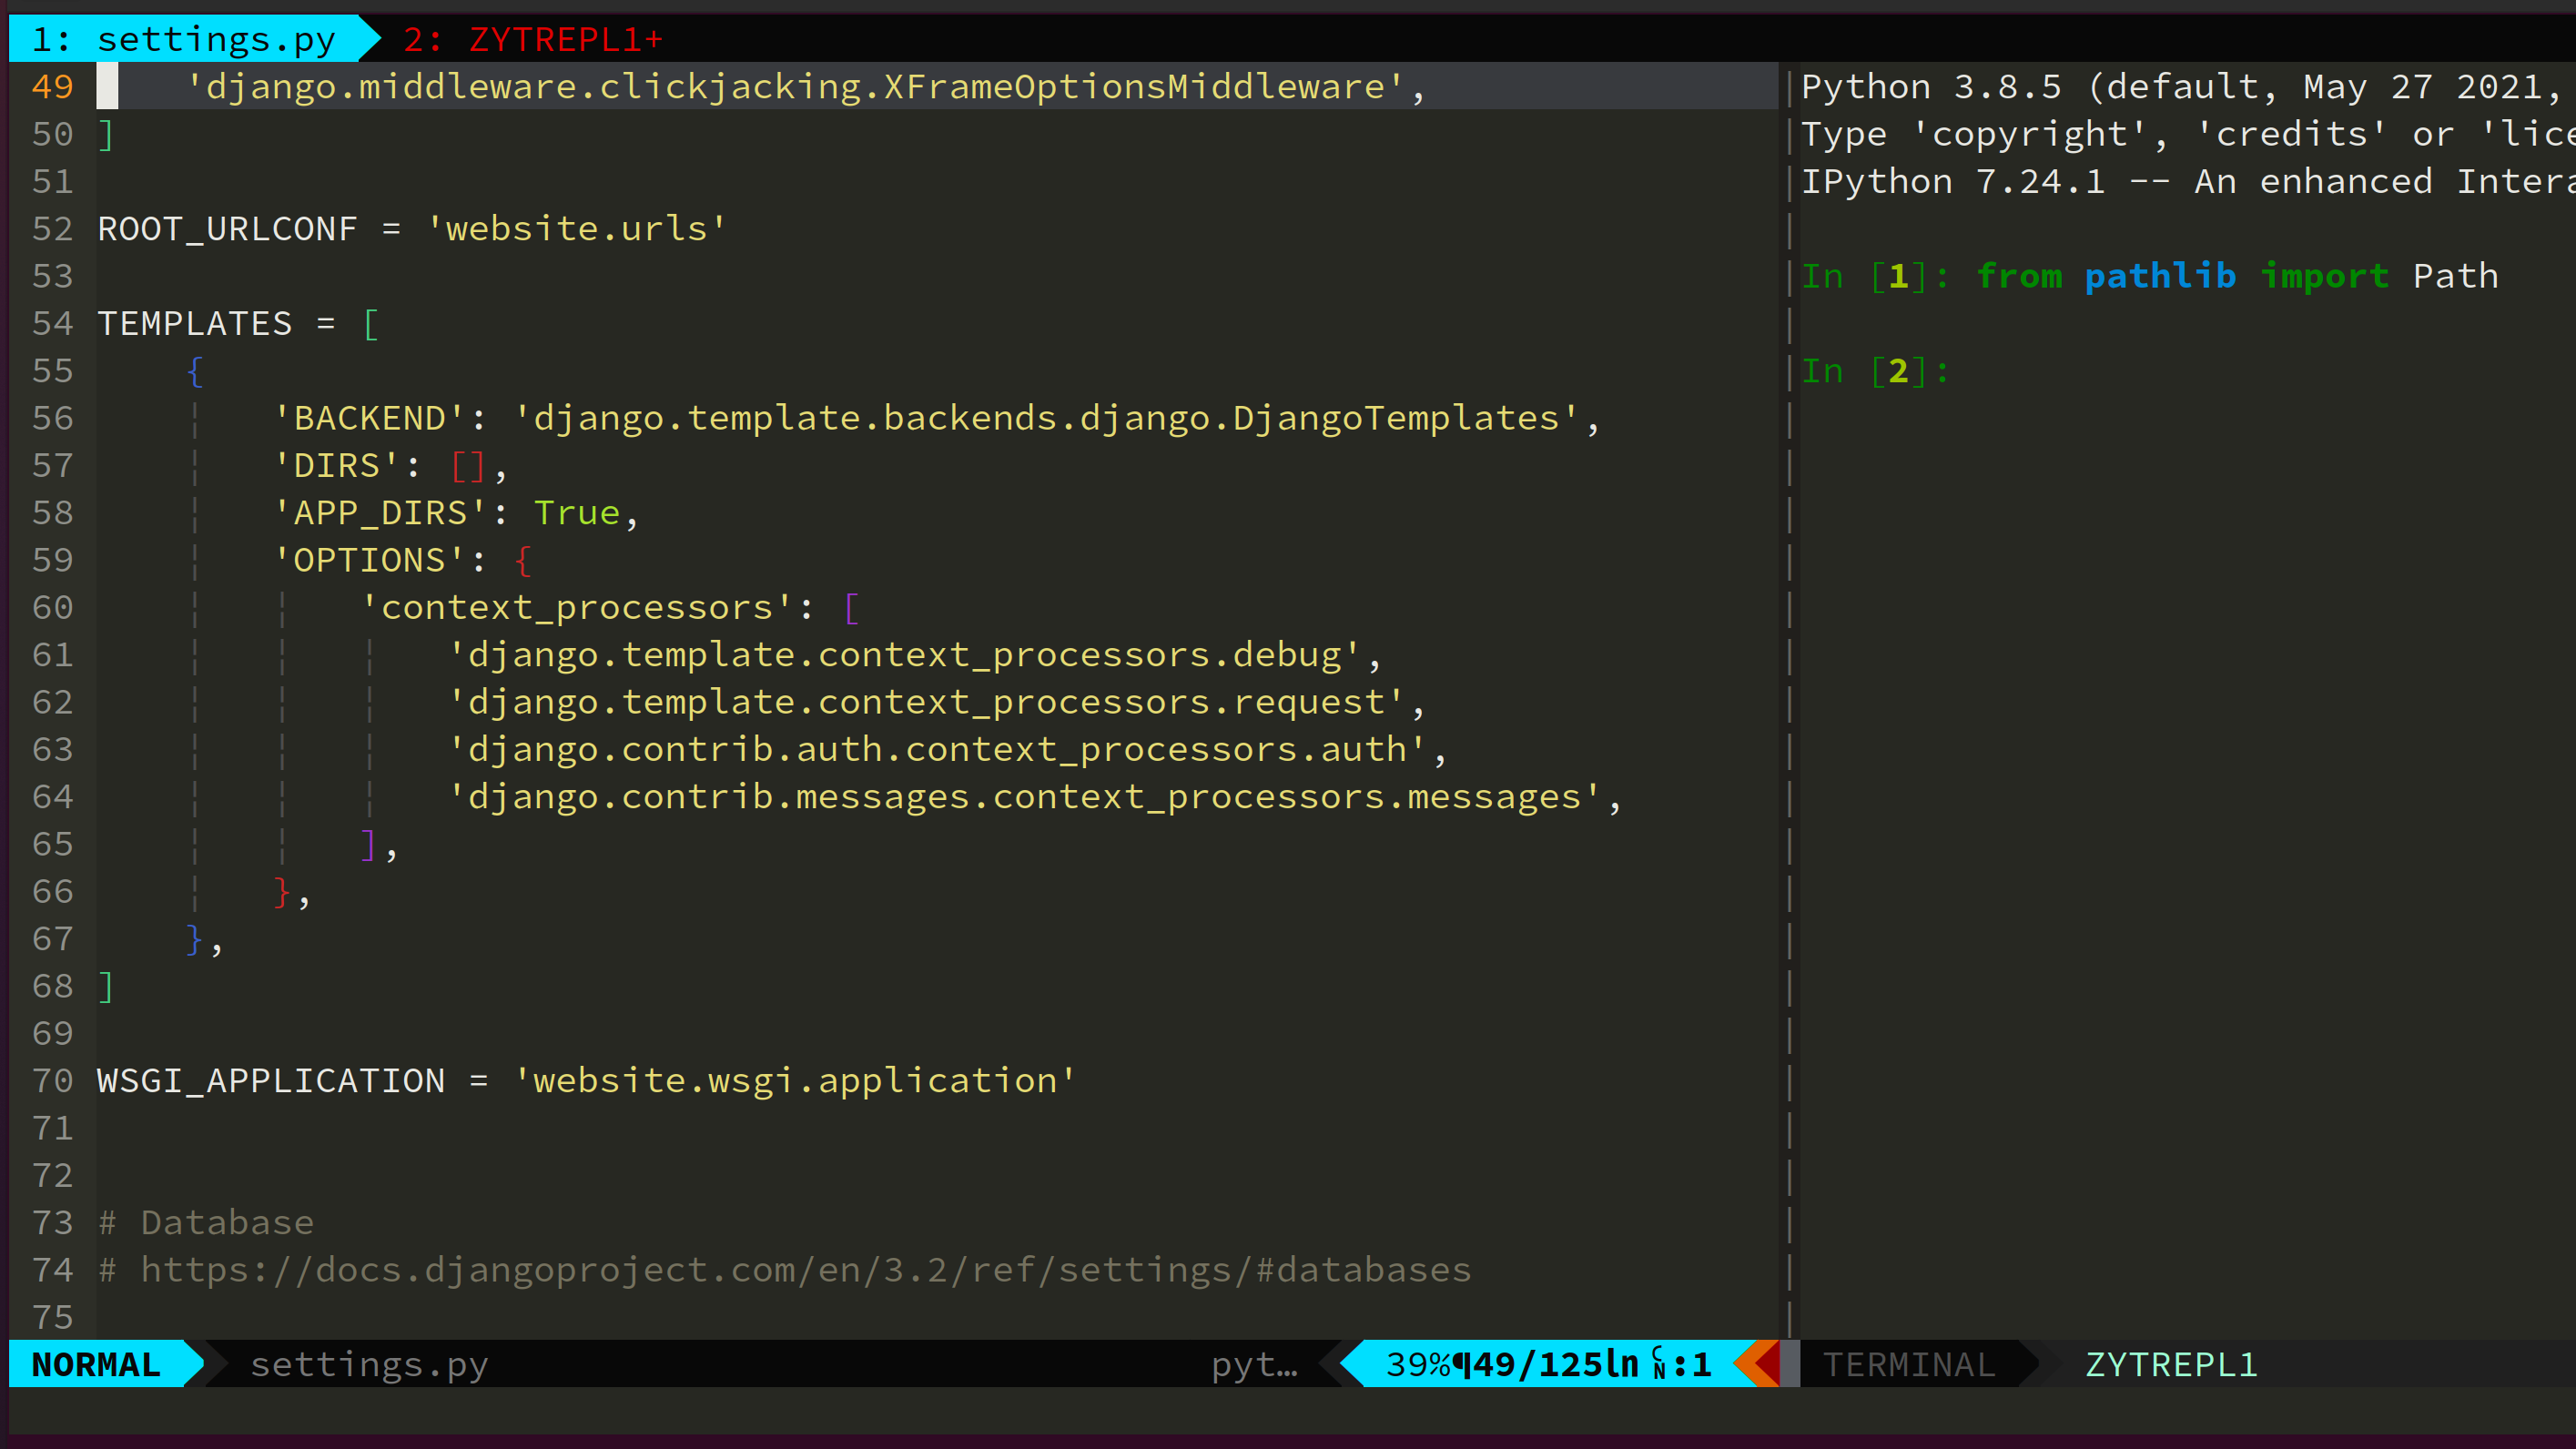 1: settings.py 2: ZYTREPL1+
49     'django.middleware.clickjacking.XFrameOptionsMiddleware',
50 ]
51
52 ROOT_URLCONF = 'website.urls'
53
54 TEMPLATES = [
55     {
56         'BACKEND': 'django.template.backends.django.DjangoTemplates',
57         'DIRS': [],
58         'APP_DIRS': True,
59         'OPTIONS': {
60             'context_processors': [
61                 'django.template.context_processors.debug',
62                 'django.template.context_processors.request',
63                 'django.contrib.auth.context_processors.auth',
64                 'django.contrib.messages.context_processors.messages',
65             ],
66         },
67     },
68 ]
69
70 WSGI_APPLICATION = 'website.wsgi.application'
71
72
73 # Database
74 # https://docs.djangoproject.com/en/3.2/ref/settings/#databases
75
NORMAL settings.py pyt… 39%¶49/125㏑ ␤:1
Python 3.8.5 (default, May 27 2021,
Type 'copyright', 'credits' or 'lice
IPython 7.24.1 -- An enhanced Intera
In [1]: from pathlib import Path
In [2]:
TERMINAL ZYTREPL1